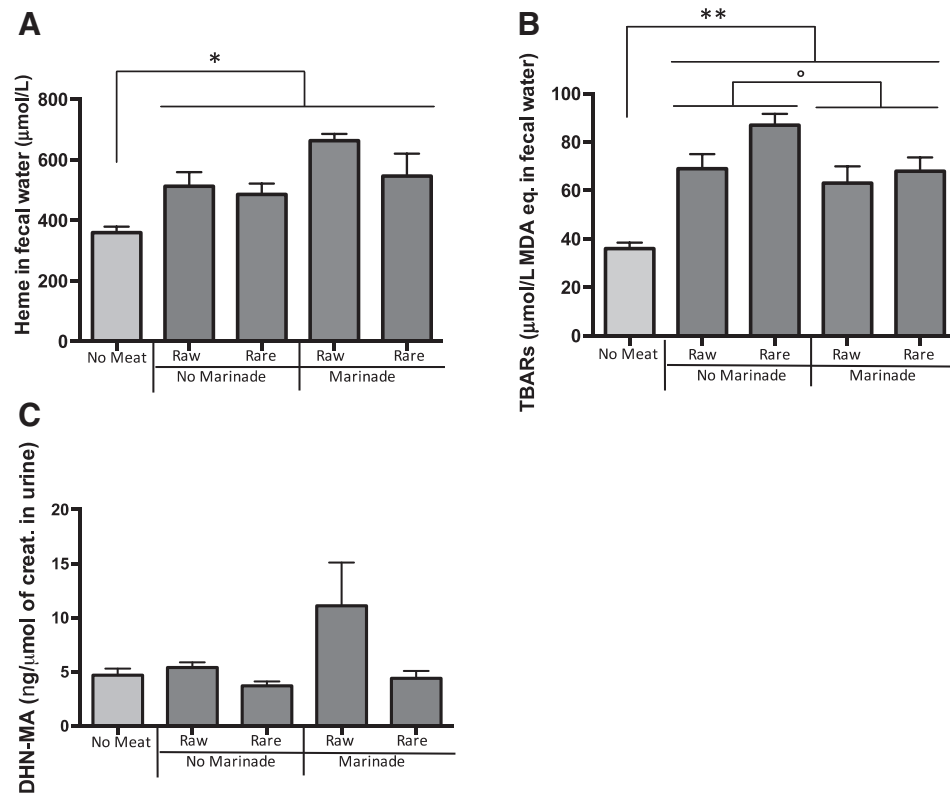 A
*
Heme in fecal water (µmol/L)
800
600
400
200
0
No Meat
Raw
Rare
Raw
Rare
No Marinade
Marinade
B
**
°
TBARs (µmol/L MDA eq. in fecal water)
100
80
60
40
20
0
No Meat
Raw
Rare
Raw
Rare
No Marinade
Marinade
C
DHN-MA (ng/µmol of creat. in urine)
20
15
10
5
0
No Meat
Raw
Rare
Raw
Rare
No Marinade
Marinade